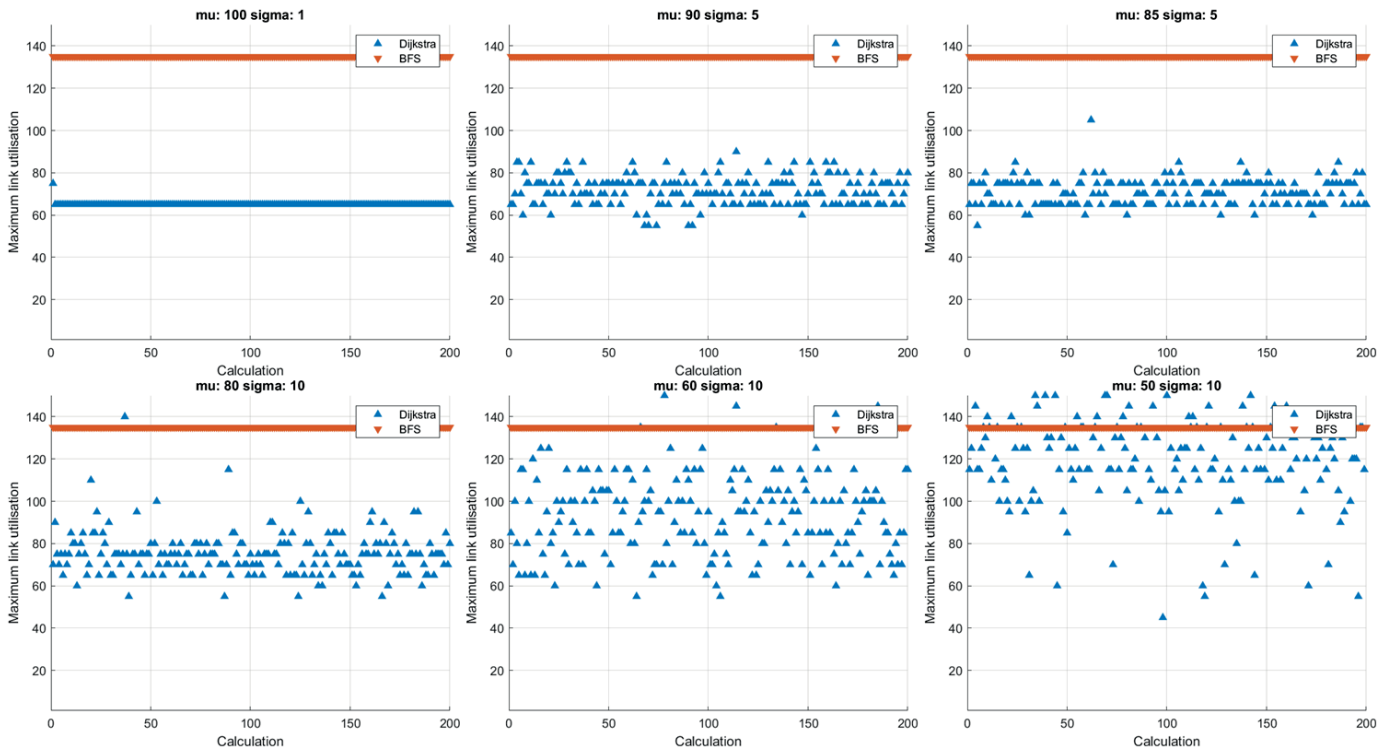 mu: 100 sigma: 1
Maximum link utilisation
140
120
100
80
60
40
20
0
50
100
150
200
Calculation
Dijkstra
BFS
mu: 90 sigma: 5
Maximum link utilisation
140
120
100
80
60
40
20
0
50
100
150
200
Calculation
Dijkstra
BFS
mu: 85 sigma: 5
Maximum link utilisation
140
120
100
80
60
40
20
0
50
100
150
200
Calculation
Dijkstra
BFS
mu: 80 sigma: 10
Maximum link utilisation
140
120
100
80
60
40
20
0
50
100
150
200
Calculation
Dijkstra
BFS
mu: 60 sigma: 10
Maximum link utilisation
140
120
100
80
60
40
20
0
50
100
150
200
Calculation
Dijkstra
BFS
mu: 50 sigma: 10
Maximum link utilisation
140
120
100
80
60
40
20
0
50
100
150
200
Calculation
Dijkstra
BFS